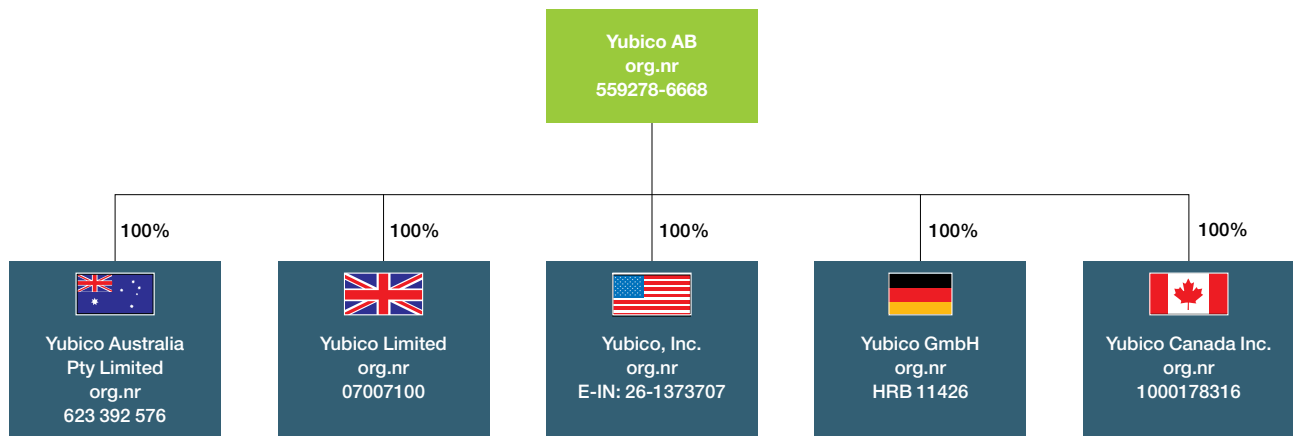 Yubico AB
org.nr
559278-6668
100%
100%
100%
100%
100%
Yubico Australia
Pty Limited
org.nr
623 392 576
Yubico Limited
org.nr
07007100
Yubico, Inc.
org.nr
E-IN: 26-1373707
Yubico GmbH
org.nr
HRB 11426
Yubico Canada Inc.
org.nr
1000178316